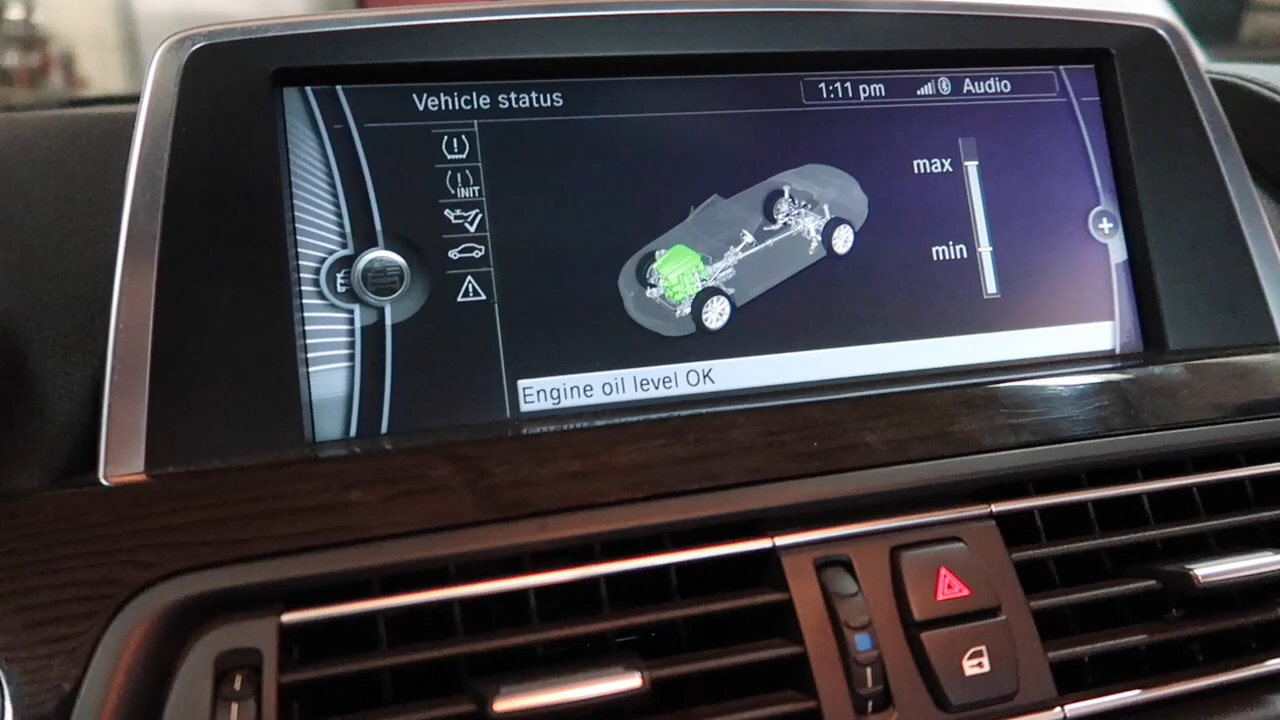 Vehicle status
1:11 pm Audio
INIT
max
min
Engine oil level OK